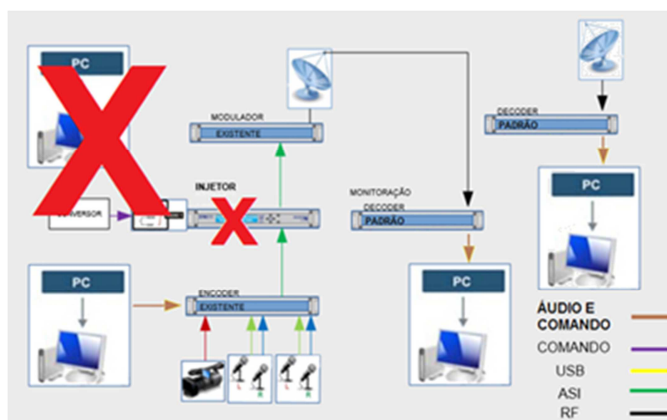 PC
MODULADOR
EXISTENTE
DECODER
PADRÃO
PC
INJETOR
MONITORAÇÃO
DECODER
PADRÃO
PC
ENCODER
EXISTENTE
PC
L
R
L
R
ÁUDIO E
COMANDO
COMANDO
USB
ASI
RF